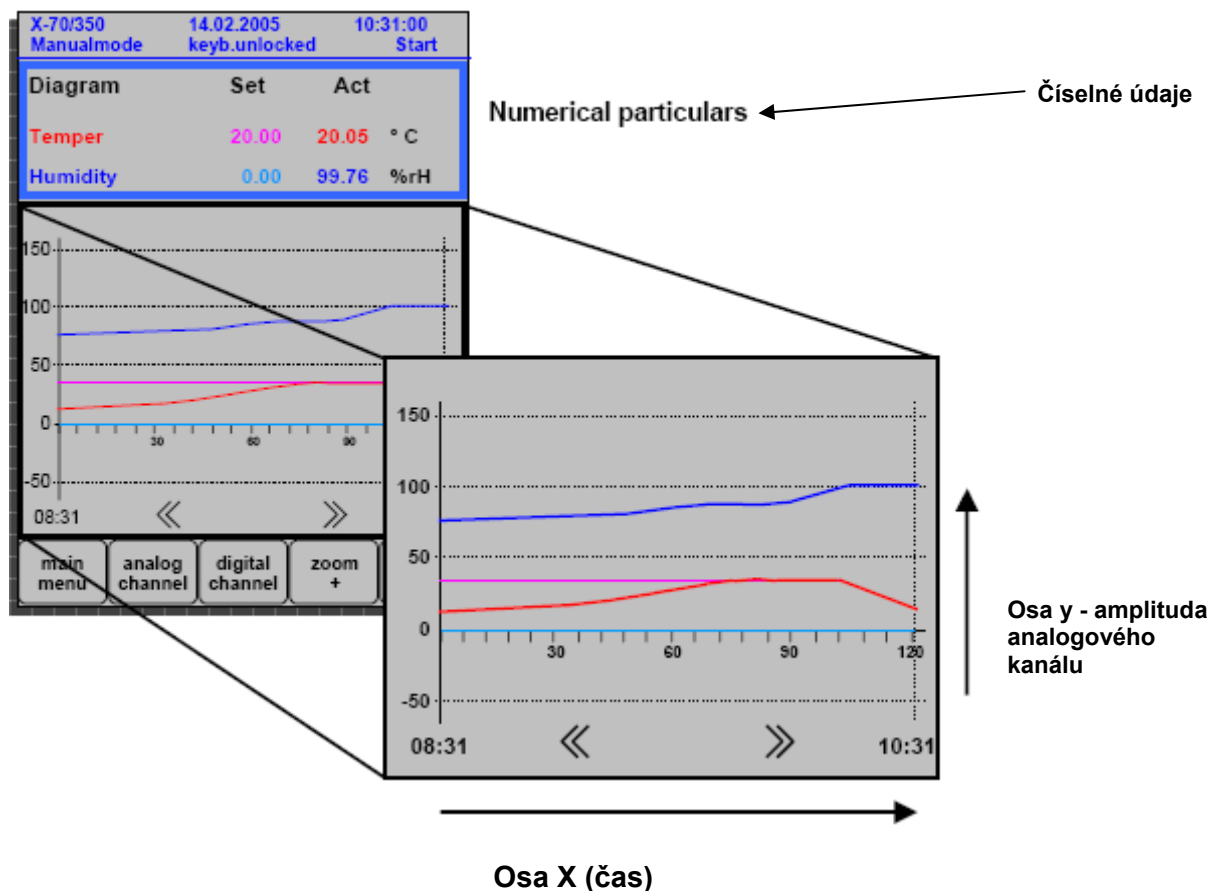 X-70/350 14.02.2005 10:31:00
Manualmode keyb.unlocked Start
Diagram Set Act
Temper 20.00 20.05 ° C
Humidity 0.00 99.76 %rH
Numerical particulars
Číselné údaje
150
100
50
0
30 60 90
-50
08:31
main menu
analog channel
digital channel
zoom +
150
100
50
0
30 60 90 120
-50
08:31 10:31
Osa y - amplituda
analogového
kanálu
Osa X (čas)